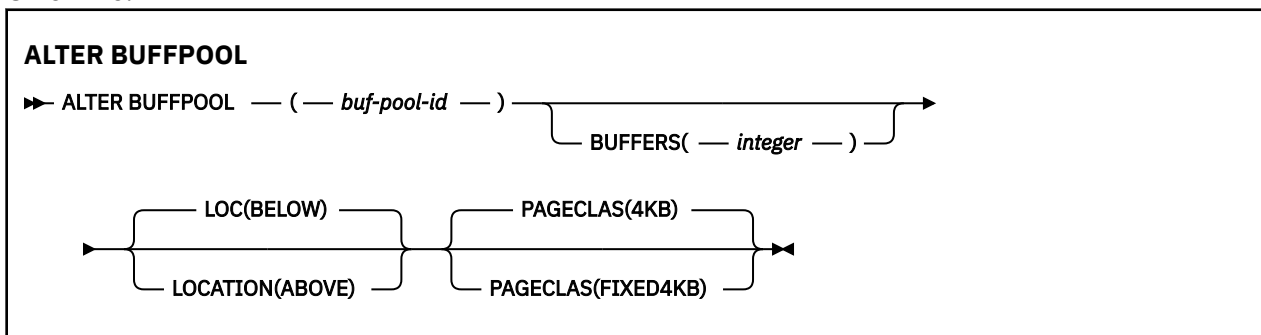 ALTER BUFFPOOL
ALTER BUFFPOOL ( buf-pool-id )
BUFFERS( integer )
LOC(BELOW) PAGECLAS(4KB)
LOCATION(ABOVE) PAGECLAS(FIXED4KB)